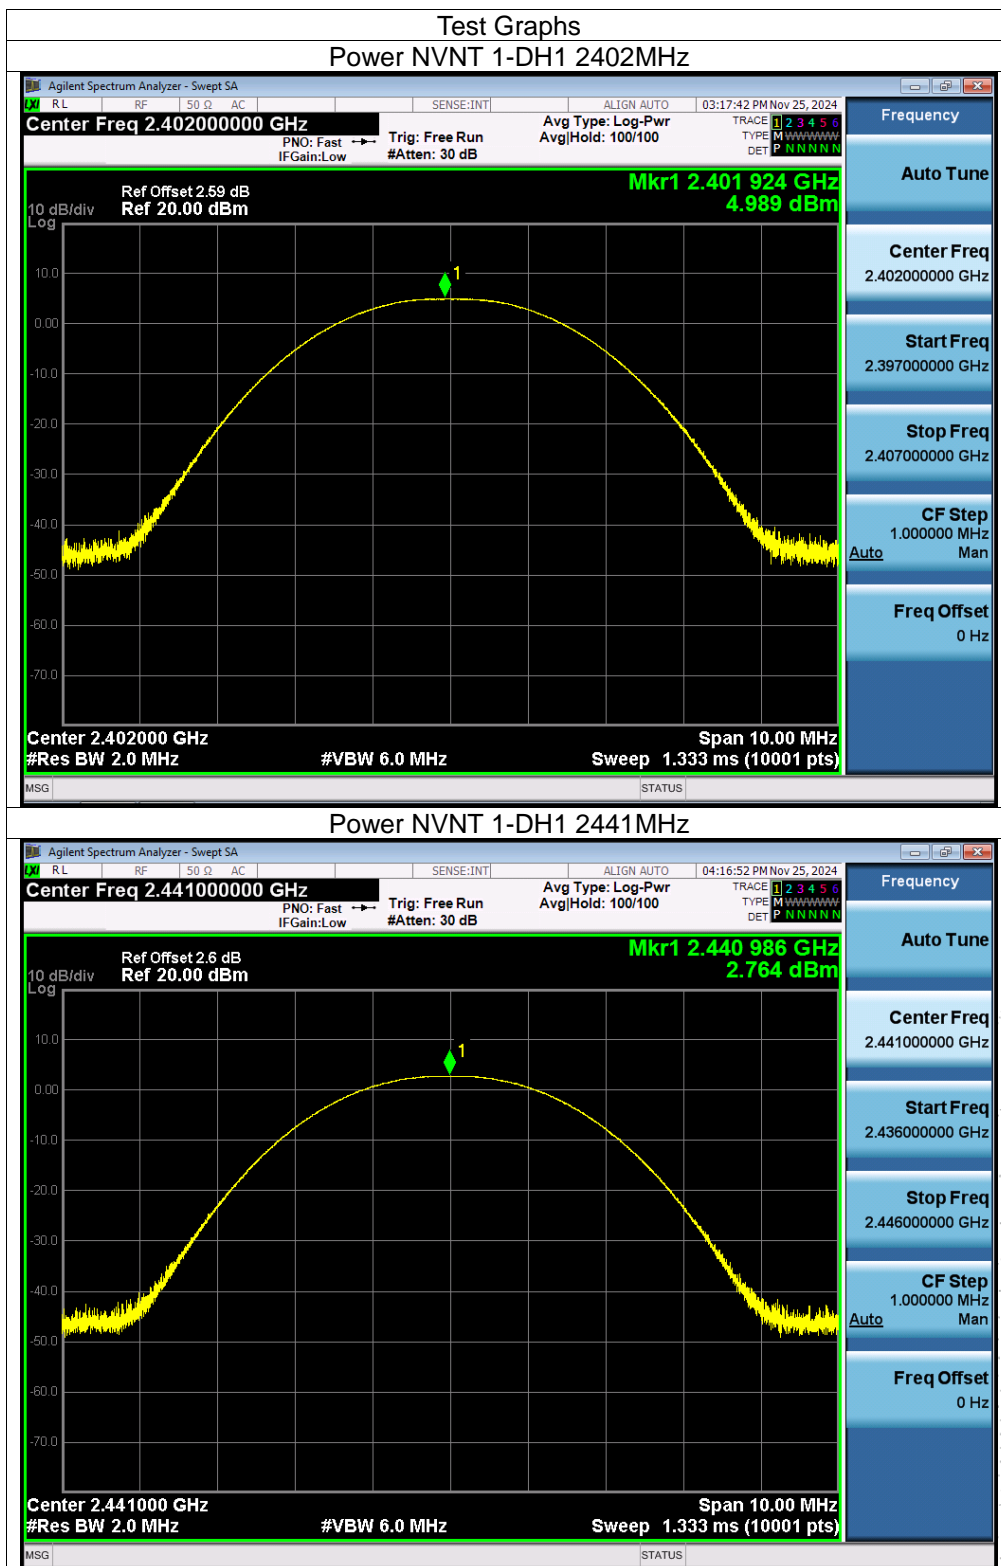 Test Graphs
Power NVNT 1-DH1 2402MHz
Agilent Spectrum Analyzer - Swept SA
LXI RL RF 50 Ω AC SENSE:INT ALIGN AUTO 03:17:42 PM Nov 25, 2024
Center Freq 2.402000000 GHz
PNO: Fast
IFGain:Low
Trig: Free Run
#Atten: 30 dB
Avg Type: Log-Pwr
Avg|Hold: 100/100
TRACE 1 2 3 4 5 6
TYPE M WWWWW
DET P N N N N N
Frequency
Auto Tune
Center Freq
2.402000000 GHz
Start Freq
2.397000000 GHz
Stop Freq
2.407000000 GHz
CF Step
1.000000 MHz
Auto Man
Freq Offset
0 Hz
Mkr1 2.401 924 GHz
4.989 dBm
Ref Offset 2.59 dB
10 dB/div Ref 20.00 dBm
Log
1
10.0
0.00
-10.0
-20.0
-30.0
-40.0
-50.0
-60.0
-70.0
Center 2.402000 GHz Span 10.00 MHz
#Res BW 2.0 MHz #VBW 6.0 MHz Sweep 1.333 ms (10001 pts)
MSG STATUS
Power NVNT 1-DH1 2441MHz
Agilent Spectrum Analyzer - Swept SA
LXI RL RF 50 Ω AC SENSE:INT ALIGN AUTO 04:16:52 PM Nov 25, 2024
Center Freq 2.441000000 GHz
PNO: Fast
IFGain:Low
Trig: Free Run
#Atten: 30 dB
Avg Type: Log-Pwr
Avg|Hold: 100/100
TRACE 1 2 3 4 5 6
TYPE M WWWWW
DET P N N N N N
Frequency
Auto Tune
Center Freq
2.441000000 GHz
Start Freq
2.436000000 GHz
Stop Freq
2.446000000 GHz
CF Step
1.000000 MHz
Auto Man
Freq Offset
0 Hz
Mkr1 2.440 986 GHz
2.764 dBm
Ref Offset 2.6 dB
10 dB/div Ref 20.00 dBm
Log
1
10.0
0.00
-10.0
-20.0
-30.0
-40.0
-50.0
-60.0
-70.0
Center 2.441000 GHz Span 10.00 MHz
#Res BW 2.0 MHz #VBW 6.0 MHz Sweep 1.333 ms (10001 pts)
MSG STATUS